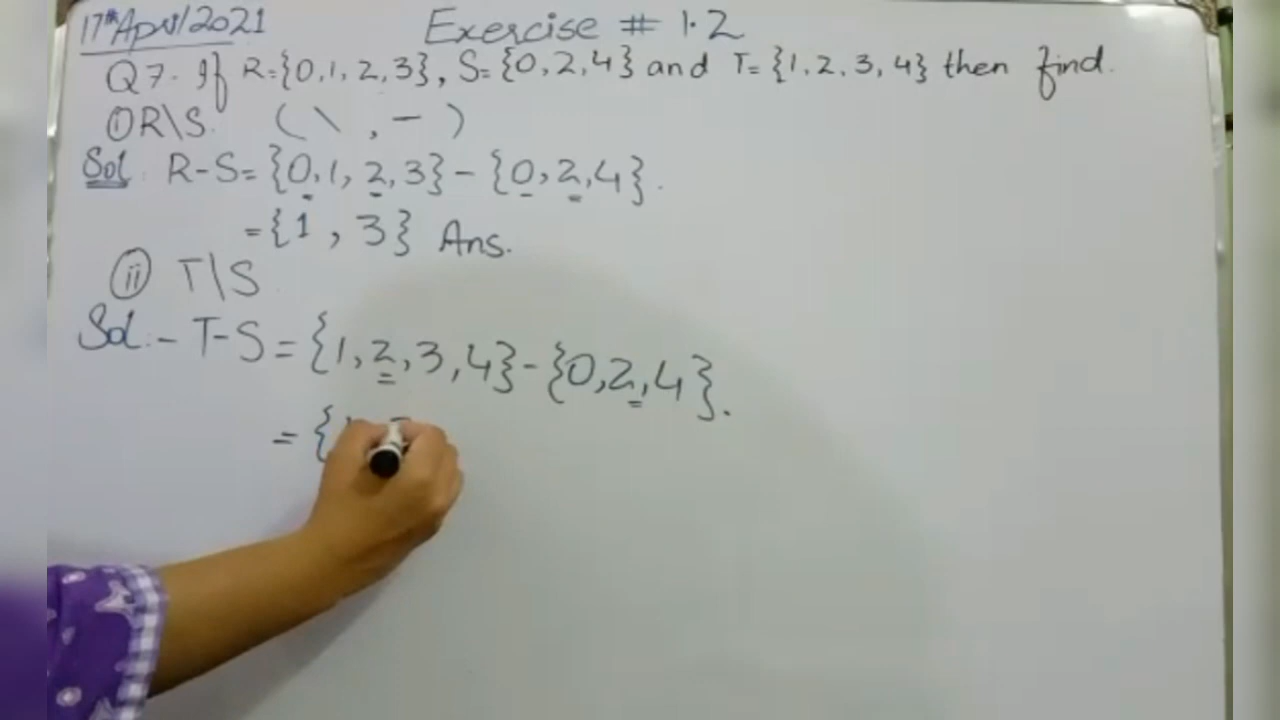 17th April/2021
Exercise # 1.2
Q7. If R={0,1,2,3}, S={0,2,4} and T={1,2,3,4} then find.
(i) R\S. (\,-)
Sol. R-S={0,1,2,3}-{0,2,4}.
={1,3} Ans.
(ii) T\S
Sol:- T-S={1,2,3,4}-{0,2,4}.
={